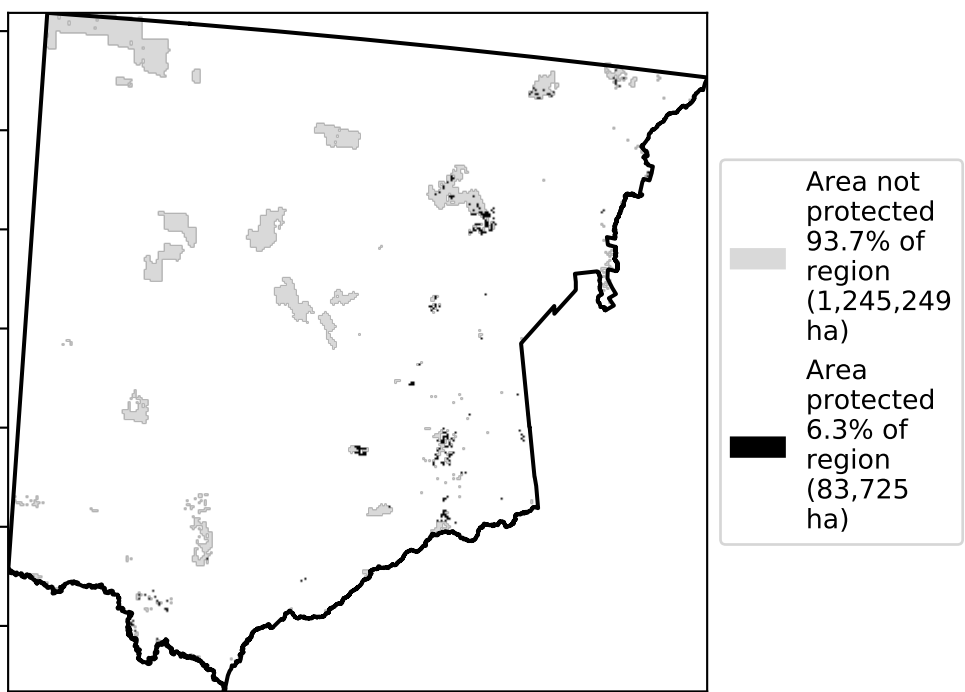 Area not
protected
93.7% of
region
(1,245,249
ha)
Area
protected
6.3% of
region
(83,725
ha)